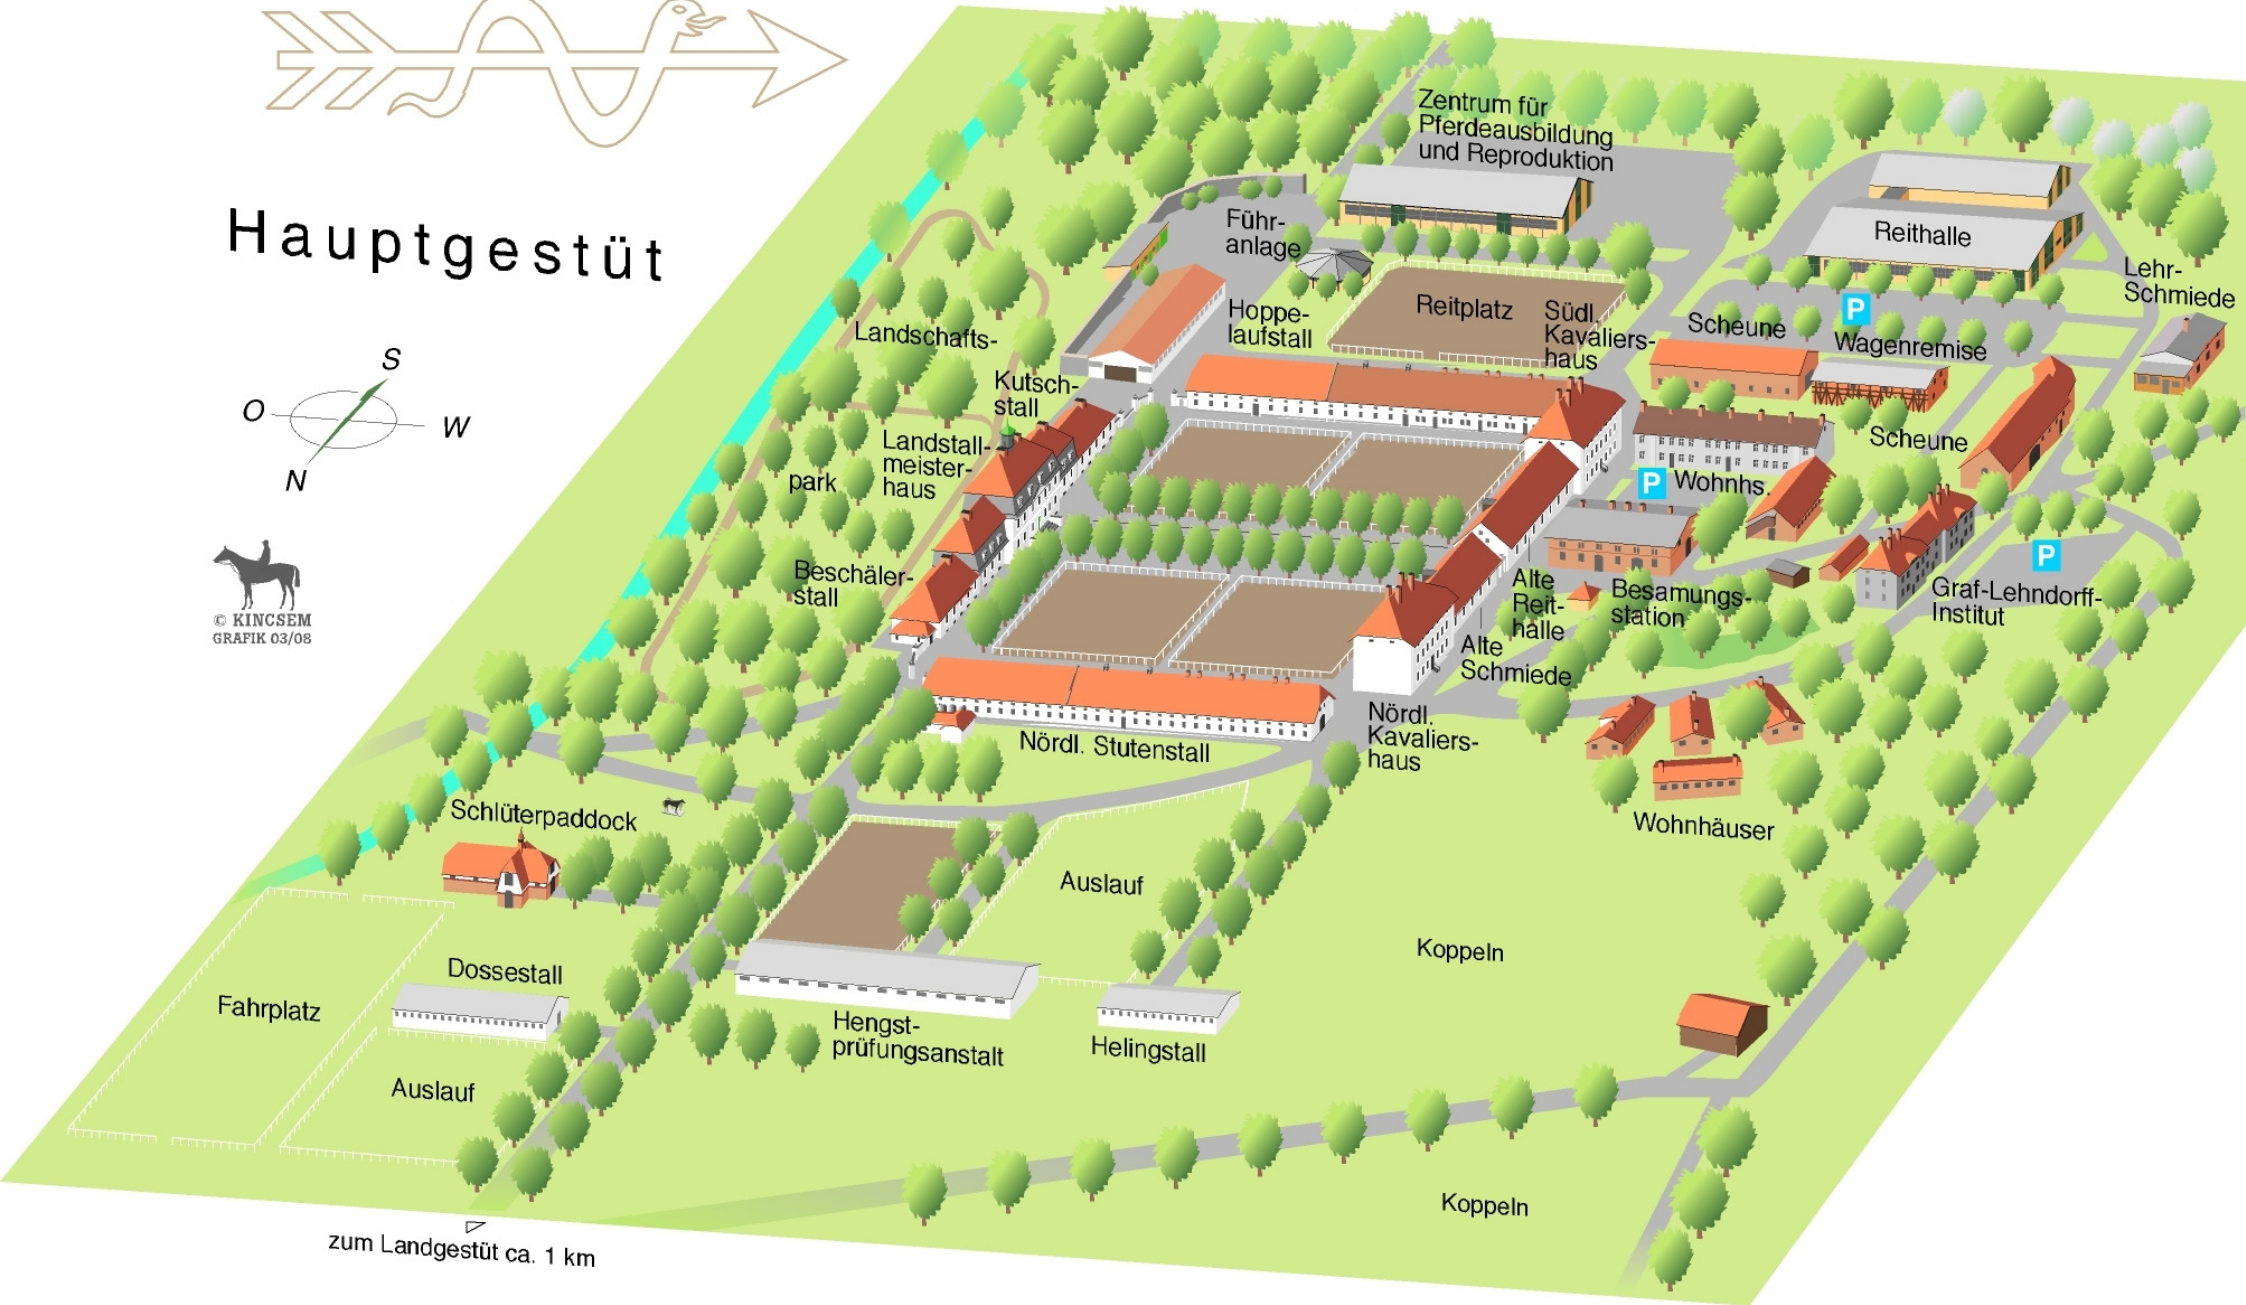 Hauptgestüt
S
O
W
N
© KINCSEM
GRAFIK 03/08
Zentrum für
Pferdeausbildung
und Reproduktion
Führ-
anlage
Reithalle
Lehr-
Schmiede
Hoppe-
laufstall
Reitplatz
Südl.
Kavaliers-
haus
P
Scheune
Wagenremise
Landschafts-
park
Kutsch-
stall
Landstall-
meister-
haus
Scheune
P
Wohnhs.
P
Beschäler-
stall
Alte
Reit-
halle
Besamungs-
station
Graf-Lehndorff-
Institut
Alte
Schmiede
Nördl.
Kavaliers-
haus
Nördl. Stutenstall
Schlüterpaddock
Wohnhäuser
Auslauf
Koppeln
Dossestall
Fahrplatz
Hengst-
prüfungsanstalt
Helingstall
Auslauf
Koppeln
zum Landgestüt ca. 1 km